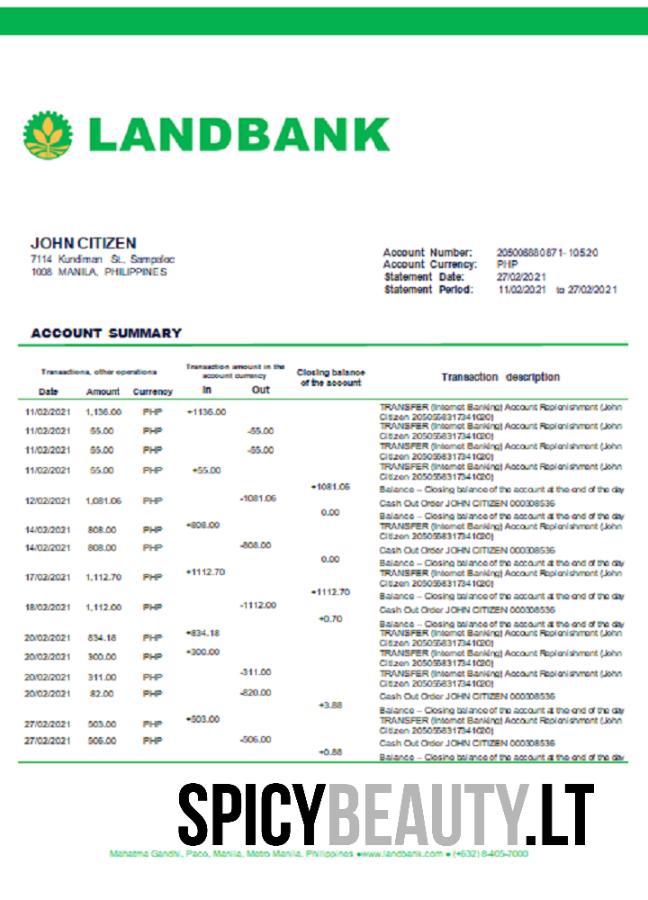 LANDBANK
JOHN CITIZEN
7114 Kundiman St., Sampaloc
1008 MANILA, PHILIPPINES
Account Number: 205006880871-10520
Account Currency: PHP
Statement Date: 27/02/2021
Statement Period: 11/02/2021 to 27/02/2021
ACCOUNT SUMMARY
Transactions, other operations
Transaction amount in the account currency
Closing balance of the account
Transaction description
Date Amount Currency In Out
11/02/2021 1,136.00 PHP +1136.00 TRANSFER (Internet Banking) Account Replenishment (John
Citizen 2050568317341020)
11/02/2021 55.00 PHP -55.00 TRANSFER (Internet Banking) Account Replenishment (John
Citizen 2050568317341020)
11/02/2021 55.00 PHP -55.00 TRANSFER (Internet Banking) Account Replenishment (John
Citizen 2050568317341020)
11/02/2021 55.00 PHP +55.00 TRANSFER (Internet Banking) Account Replenishment (John
Citizen 2050568317341020)
+1081.06 Balance – Closing balance of the account at the end of the day
12/02/2021 1,081.06 PHP -1081.06 Cash Out Order JOHN CITIZEN 000308536
0.00 Balance – Closing balance of the account at the end of the day
14/02/2021 808.00 PHP +808.00 TRANSFER (Internet Banking) Account Replenishment (John
Citizen 2050568317341020)
14/02/2021 808.00 PHP -808.00 Cash Out Order JOHN CITIZEN 000308536
0.00 Balance – Closing balance of the account at the end of the day
17/02/2021 1,112.70 PHP +1112.70 TRANSFER (Internet Banking) Account Replenishment (John
Citizen 2050568317341020)
+1112.70 Balance – Closing balance of the account at the end of the day
18/02/2021 1,112.00 PHP -1112.00 Cash Out Order JOHN CITIZEN 000308536
+0.70 Balance – Closing balance of the account at the end of the day
20/02/2021 834.18 PHP +834.18 TRANSFER (Internet Banking) Account Replenishment (John
Citizen 2050568317341020)
20/02/2021 300.00 PHP +300.00 TRANSFER (Internet Banking) Account Replenishment (John
Citizen 2050568317341020)
20/02/2021 311.00 PHP -311.00 TRANSFER (Internet Banking) Account Replenishment (John
Citizen 2050568317341020)
20/02/2021 82.00 PHP -820.00 Cash Out Order JOHN CITIZEN 000308536
+3.88 Balance – Closing balance of the account at the end of the day
27/02/2021 503.00 PHP +503.00 TRANSFER (Internet Banking) Account Replenishment (John
Citizen 2050568317341020)
27/02/2021 506.00 PHP -506.00 Cash Out Order JOHN CITIZEN 000308536
+0.88 Balance – Closing balance of the account at the end of the day
SPICYBEAUTY.LT
Mahatma Gandhi, Paco, Manila, Metro Manila, Philippines ●www.landbank.com ● (+632) 8-405-7000